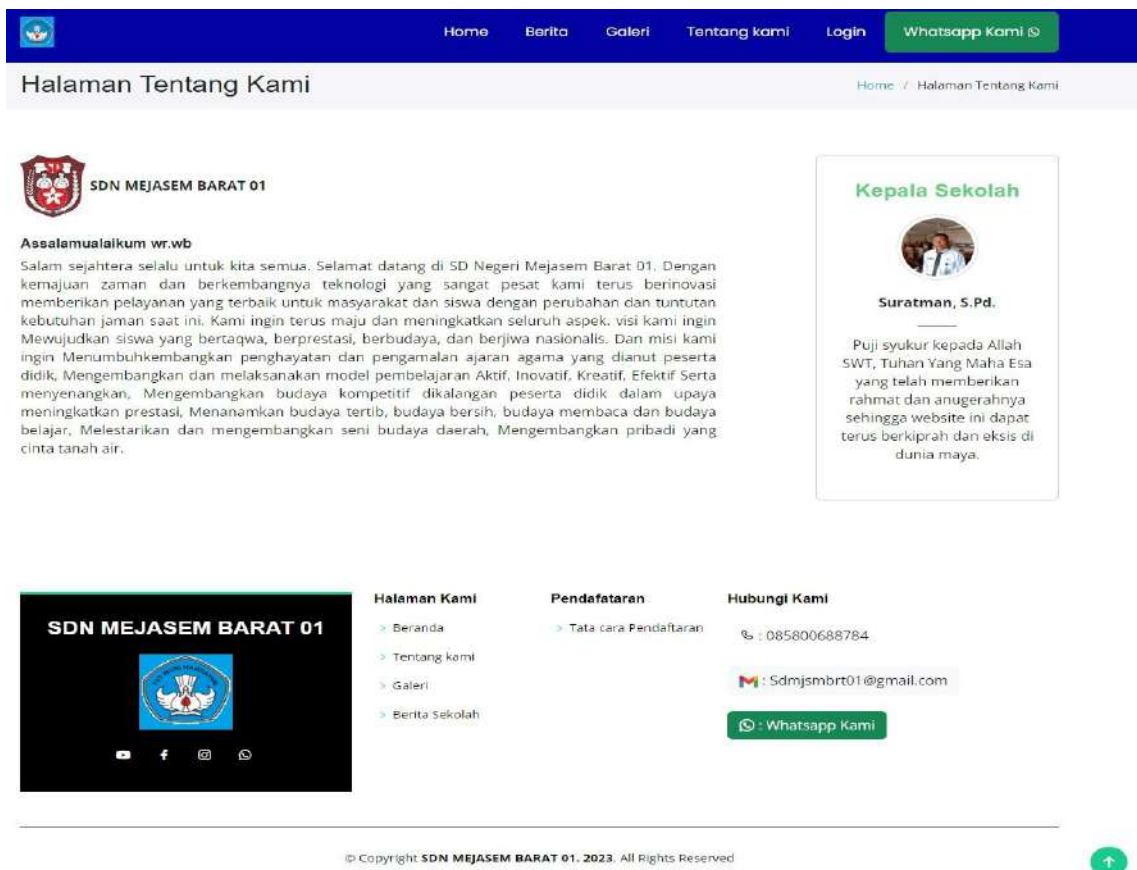 Home Berita Galeri Tentang kami Login Whatsapp Kami
Halaman Tentang Kami
Home / Halaman Tentang Kami
SDN MEJASEM BARAT 01
Assalamualaikum wr.wb
Salam sejahtera selalu untuk kita semua. Selamat datang di SD Negeri Mejasem Barat 01. Dengan
kemajuan zaman dan berkembangnya teknologi yang sangat pesat kami terus berinovasi
memberikan pelayanan yang terbaik untuk masyarakat dan siswa dengan perubahan dan tuntutan
kebutuhan jaman saat ini. Kami ingin terus maju dan meningkatkan seluruh aspek. visi kami ingin
Mewujudkan siswa yang bertaqwa, berprestasi, berbudaya, dan berjiwa nasionalis. Dan misi kami
ingin Menumbuhkembangkan penghayatan dan pengamalan ajaran agama yang dianut peserta
didik, Mengembangkan dan melaksanakan model pembelajaran Aktif, Inovatif, Kreatif, Efektif Serta
menyenangkan, Mengembangkan budaya kompetitif dikalangan peserta didik dalam upaya
meningkatkan prestasi, Menanamkan budaya tertib, budaya bersih, budaya membaca dan budaya
belajar, Melestarikan dan mengembangkan seni budaya daerah, Mengembangkan pribadi yang
cinta tanah air.
Kepala Sekolah
Suratman, S.Pd.
Puji syukur kepada Allah
SWT, Tuhan Yang Maha Esa
yang telah memberikan
rahmat dan anugerahnya
sehingga website ini dapat
terus berkiprah dan eksis di
dunia maya.
SDN MEJASEM BARAT 01
Halaman Kami
> Beranda
> Tentang kami
> Galeri
> Berita Sekolah
Pendafataran
> Tata cara Pendaftaran
Hubungi Kami
: 085800688784
: Sdmjsmbrt01@gmail.com
: Whatsapp Kami
© Copyright SDN MEJASEM BARAT 01. 2023. All Rights Reserved